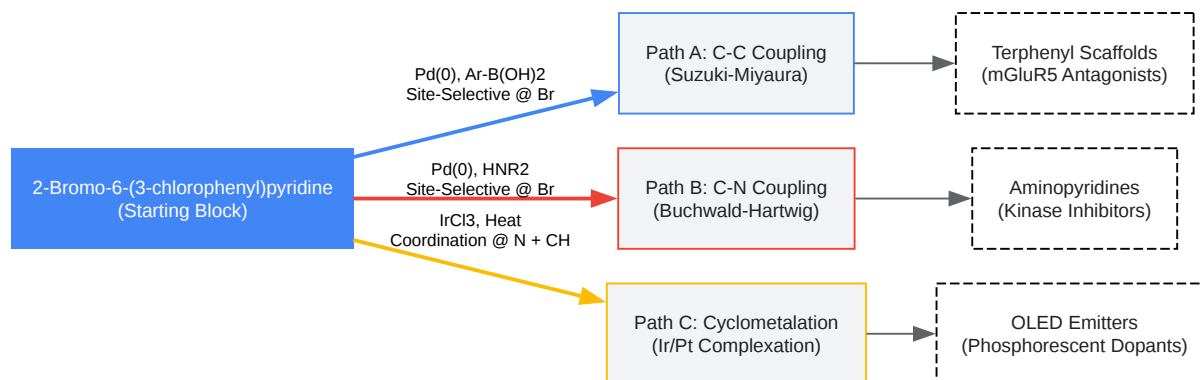 2-Bromo-6-(3-chlorophenyl)pyridine
(Starting Block)
Pd(0), Ar-B(OH)2
Site-Selective @ Br
Path A: C-C Coupling
(Suzuki-Miyaura)
Terphenyl Scaffolds
(mGluR5 Antagonists)
Pd(0), HNR2
Site-Selective @ Br
Path B: C-N Coupling
(Buchwald-Hartwig)
Aminopyridines
(Kinase Inhibitors)
IrCl3, Heat
Coordination @ N + CH
Path C: Cyclometalation
(Ir/Pt Complexation)
OLED Emitters
(Phosphorescent Dopants)